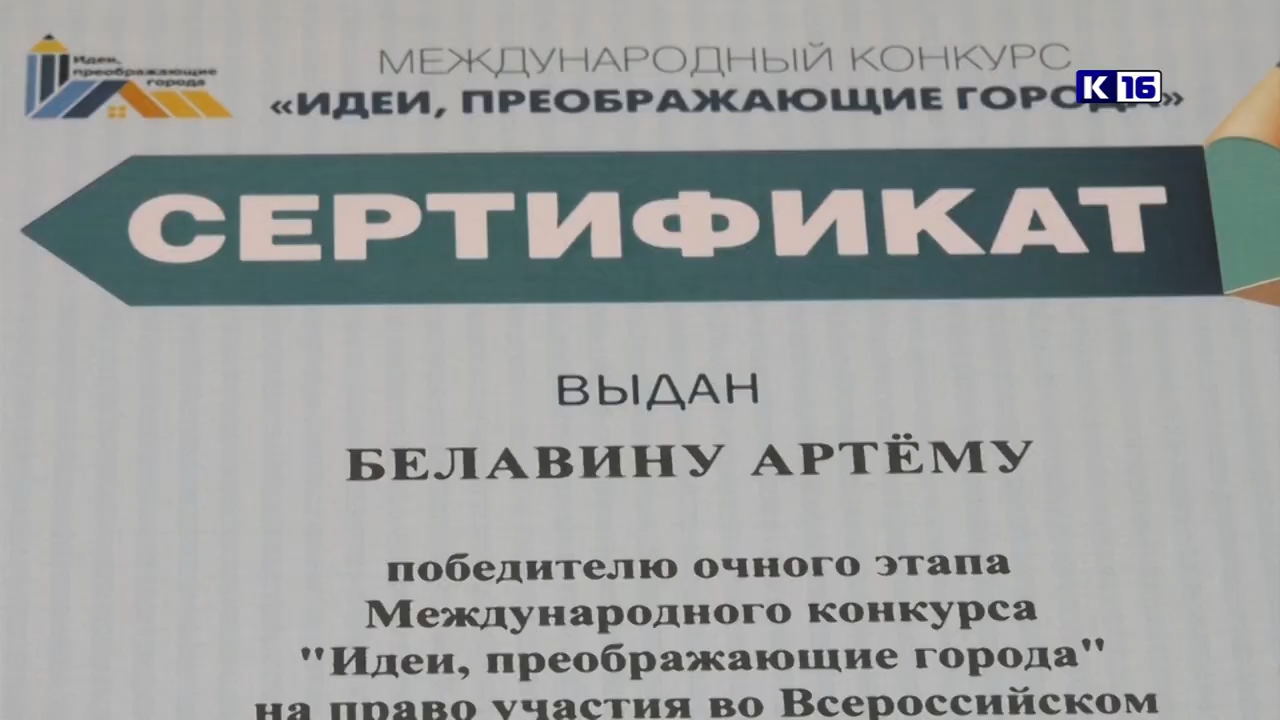 Идеи,
преображающие
города
МЕЖДУНАРОДНЫЙ КОНКУРС
«ИДЕИ, ПРЕОБРАЖАЮЩИЕ ГОРОДА»
К 16
СЕРТИФИКАТ
ВЫДАН
БЕЛАВИНУ АРТЁМУ
победителю очного этапа
Международного конкурса
"Идеи, преображающие города"
на право участия во Всероссийском